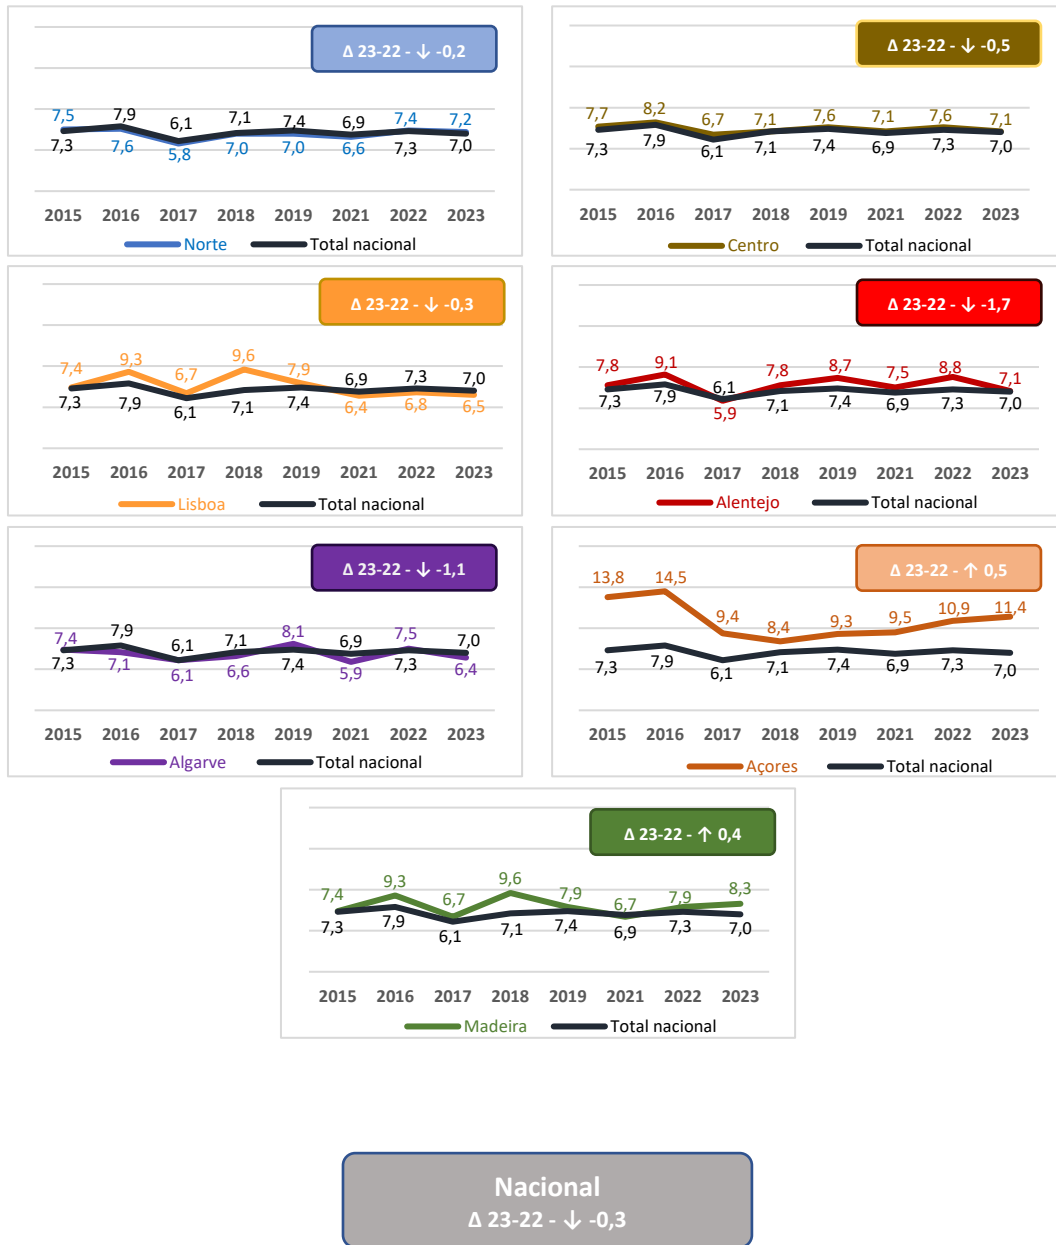 Δ 23-22 - ↓ -0,2
7,5 7,9 6,1 7,1 7,4 6,9 7,4 7,2
7,3 7,6 5,8 7,0 7,0 6,6 7,3 7,0
2015 2016 2017 2018 2019 2021 2022 2023
Norte Total nacional
Δ 23-22 - ↓ -0,5
7,7 8,2 6,7 7,1 7,6 7,1 7,6 7,1
7,3 7,9 6,1 7,1 7,4 6,9 7,3 7,0
2015 2016 2017 2018 2019 2021 2022 2023
Centro Total nacional
Δ 23-22 - ↓ -0,3
7,4 9,3 6,7 9,6 7,9 6,9 7,3 7,0
7,3 7,9 6,1 7,1 7,4 6,4 6,8 6,5
2015 2016 2017 2018 2019 2021 2022 2023
Lisboa Total nacional
Δ 23-22 - ↓ -1,7
7,8 9,1 6,1 7,8 8,7 7,5 8,8 7,1
7,3 7,9 5,9 7,1 7,4 6,9 7,3 7,0
2015 2016 2017 2018 2019 2021 2022 2023
Alentejo Total nacional
Δ 23-22 - ↓ -1,1
7,4 7,9 6,1 7,1 8,1 6,9 7,5 7,0
7,3 7,1 6,1 6,6 7,4 5,9 7,3 6,4
2015 2016 2017 2018 2019 2021 2022 2023
Algarve Total nacional
Δ 23-22 - ↑ 0,5
13,8 14,5 9,4 8,4 9,3 9,5 10,9 11,4
7,3 7,9 6,1 7,1 7,4 6,9 7,3 7,0
2015 2016 2017 2018 2019 2021 2022 2023
Açores Total nacional
Δ 23-22 - ↑ 0,4
7,4 9,3 6,7 9,6 7,9 6,7 7,9 8,3
7,3 7,9 6,1 7,1 7,4 6,9 7,3 7,0
2015 2016 2017 2018 2019 2021 2022 2023
Madeira Total nacional
Nacional
Δ 23-22 - ↓ -0,3